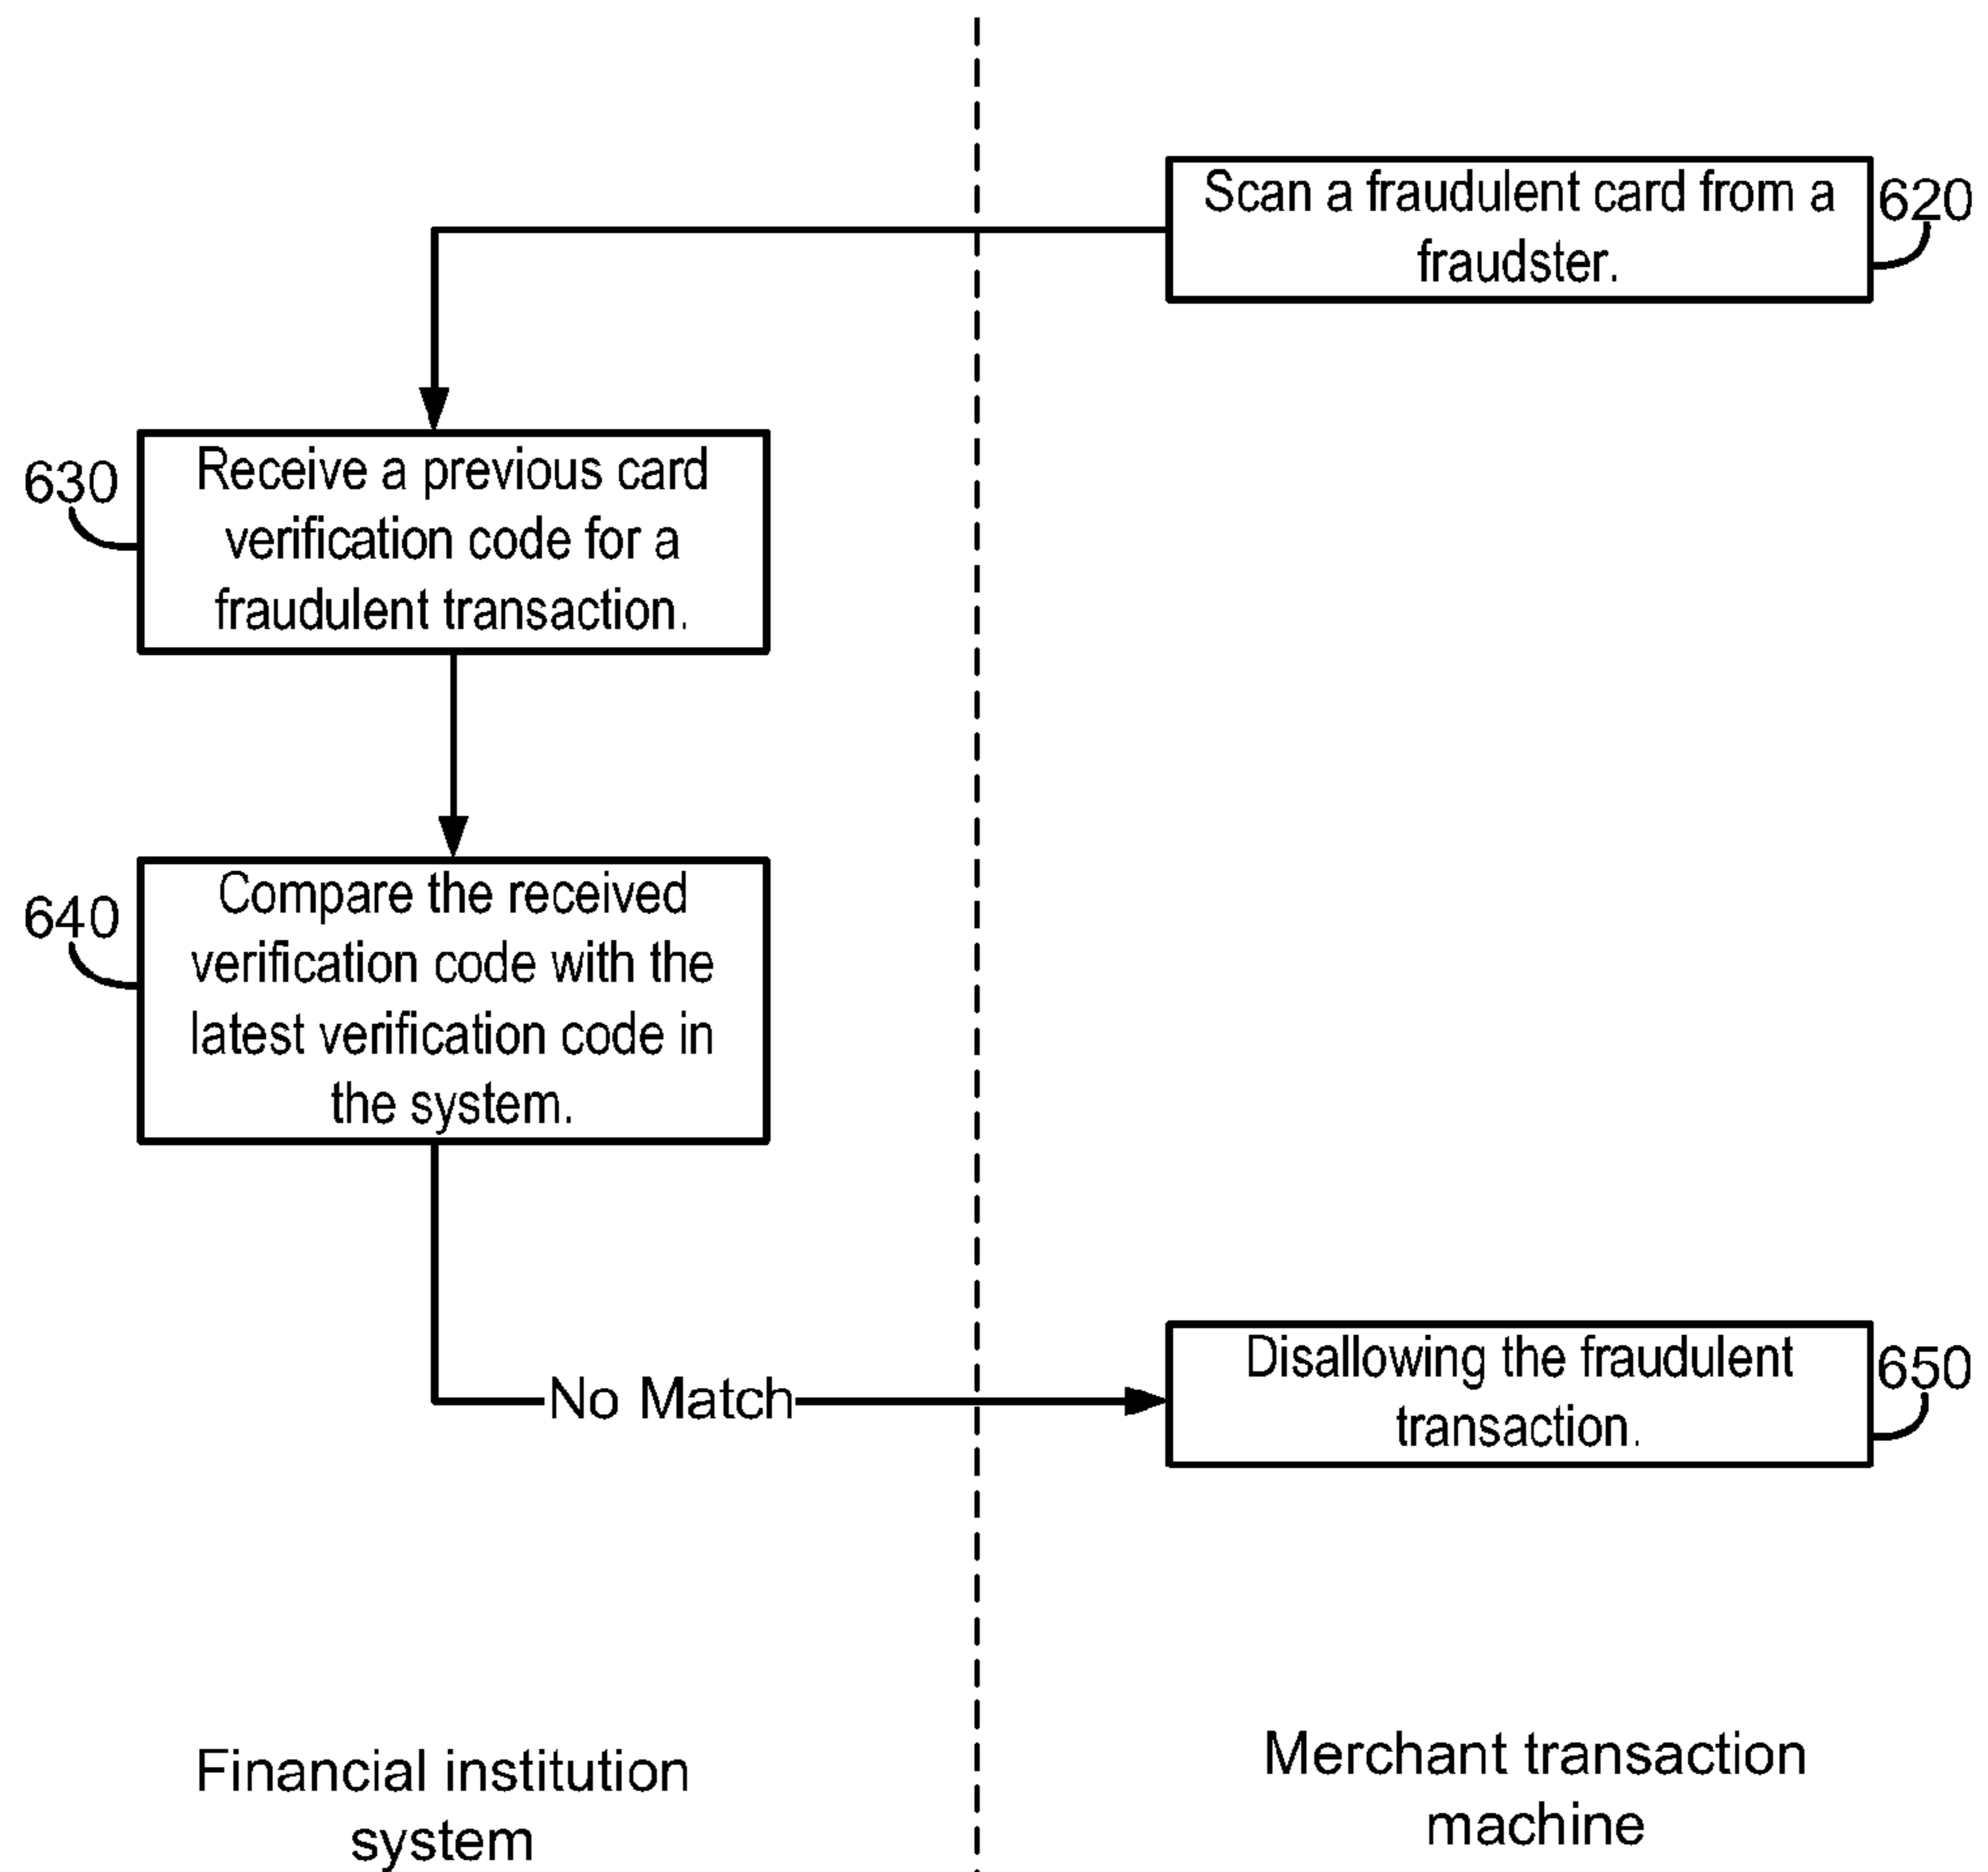 Scan a fraudulent card from a
fraudster.
620
630
Receive a previous card
verification code for a
fraudulent transaction.
640
Compare the received
verification code with the
latest verification code in
the system.
No Match
Disallowing the fraudulent
transaction.
650
Financial institution
system
Merchant transaction
machine